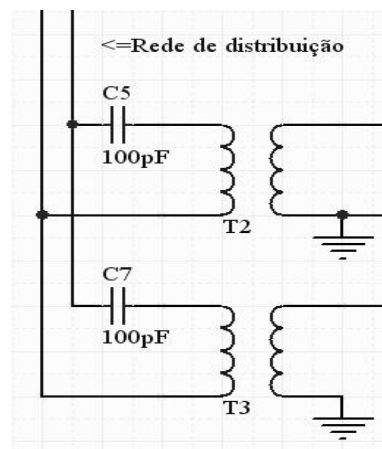 <=Rede de distribuição
C5
100pF
T2
C7
100pF
T3